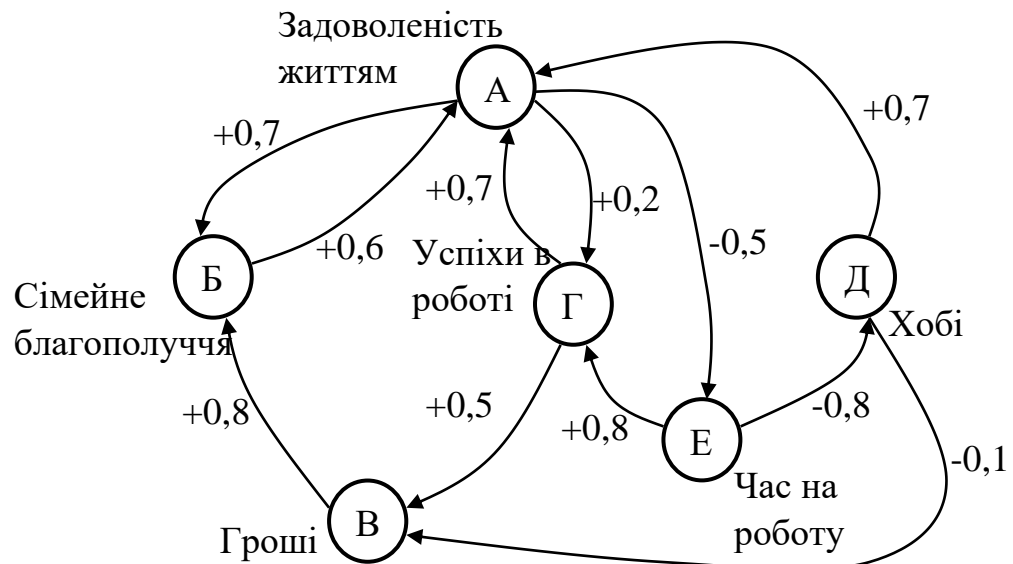 Задоволеність
життям
А
+0,7
+0,7
+0,7
+0,2
+0,6
-0,5
Успіхи в
роботі
Б
Г
Д
Сімейне
благополуччя
Хобі
+0,8
+0,5
+0,8
-0,8
Е
-0,1
Час на
роботу
В
Гроші